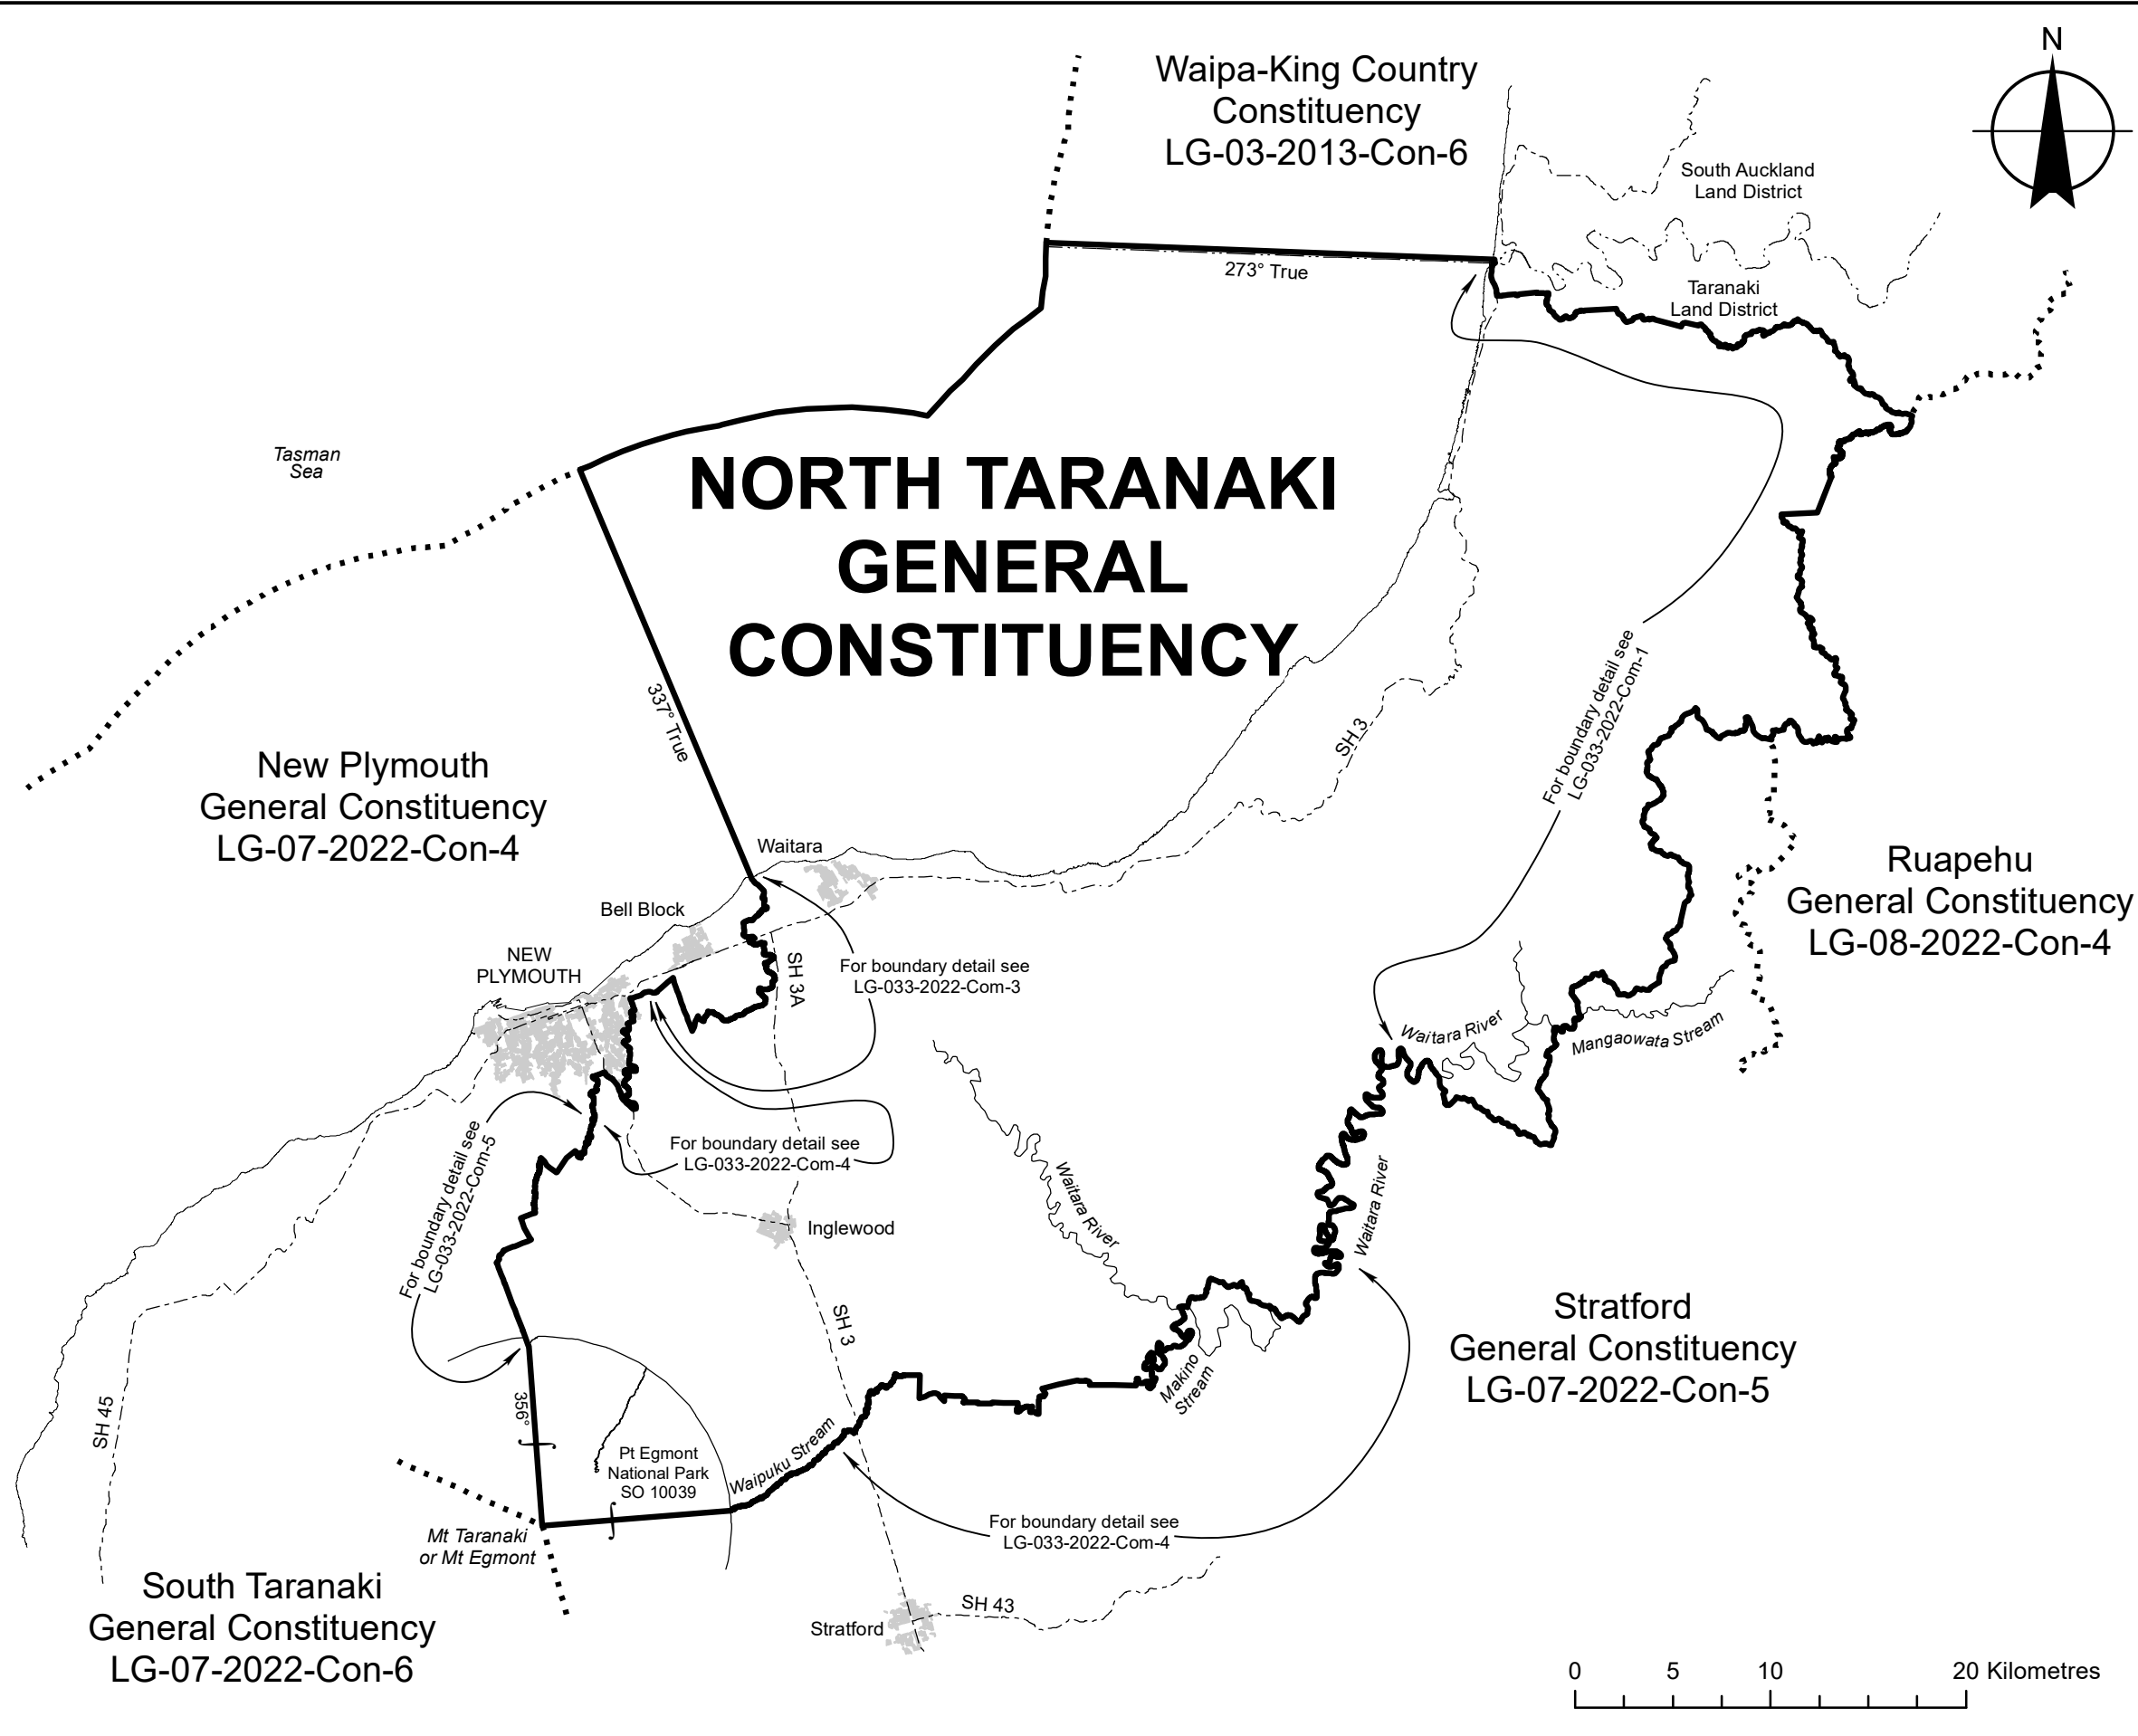 N
Waipa-King Country
Constituency
LG-03-2013-Con-6
South Auckland
Land District
273° True
Taranaki
Land District
Tasman
Sea
NORTH TARANAKI
GENERAL
CONSTITUENCY
337° True
SH 3
For boundary detail see
LG-033-2022-Com-1
New Plymouth
General Constituency
LG-07-2022-Con-4
Waitara
Ruapehu
General Constituency
LG-08-2022-Con-4
Bell Block
NEW
PLYMOUTH
SH 3A
For boundary detail see
LG-033-2022-Com-3
Waitara River
Mangaowata Stream
For boundary detail see
LG-033-2022-Com-4
For boundary detail see
LG-033-2022-Com-5
Waitara River
Waitara River
Inglewood
SH 3
Stratford
General Constituency
LG-07-2022-Con-5
Makino
Stream
SH 45
356°
Pt Egmont
National Park
SO 10039
Waipuku Stream
For boundary detail see
LG-033-2022-Com-4
Mt Taranaki
or Mt Egmont
South Taranaki
General Constituency
LG-07-2022-Con-6
Stratford
SH 43
0 5 10 20 Kilometres